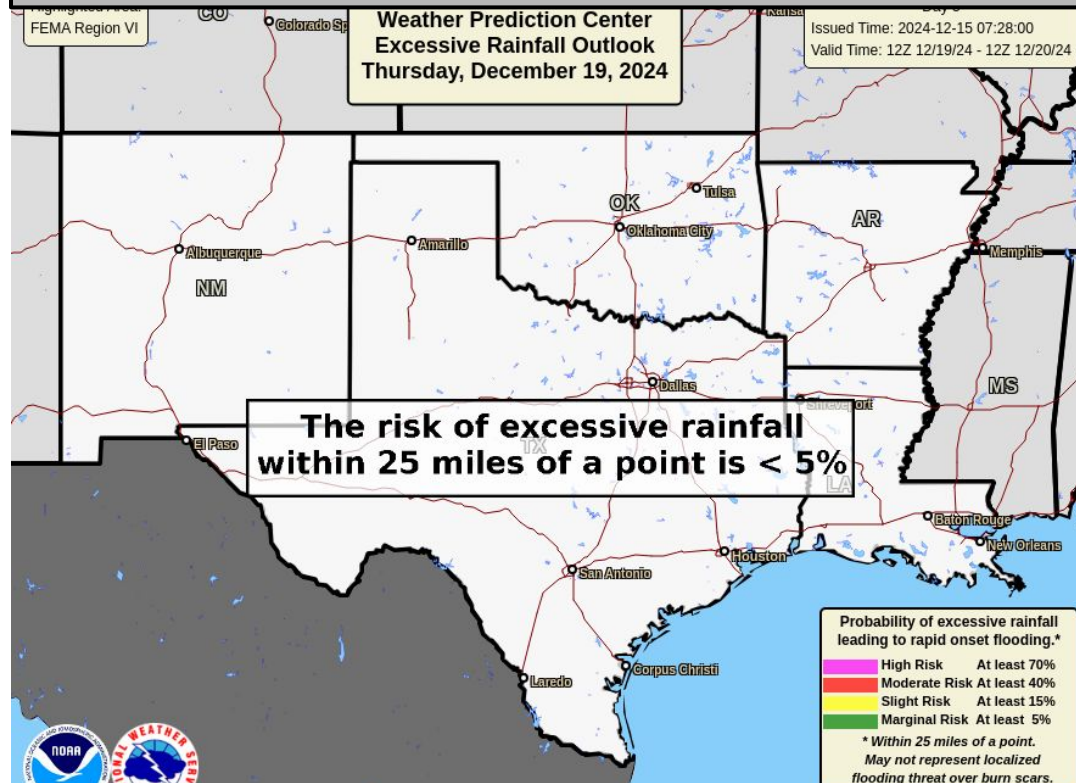 Highlighted Area:
FEMA Region VI
Weather Prediction Center
Excessive Rainfall Outlook
Thursday, December 19, 2024
Issued Time: 2024-12-15 07:28:00
Valid Time: 12Z 12/19/24 - 12Z 12/20/24
CO
Colorado Sp
Kansa
Tulsa
OK
Oklahoma City
AR
Albuquerque
Amarillo
Memphis
NM
Dallas
MS
Shreveport
The risk of excessive rainfall
within 25 miles of a point is < 5%
El Paso
TX
LA
Baton Rouge
New Orleans
Houston
San Antonio
Corpus Christi
Laredo
Probability of excessive rainfall
leading to rapid onset flooding.*
High Risk At least 70%
Moderate Risk At least 40%
Slight Risk At least 15%
Marginal Risk At least 5%
* Within 25 miles of a point.
May not represent localized
flooding threat over burn scars.
NOAA